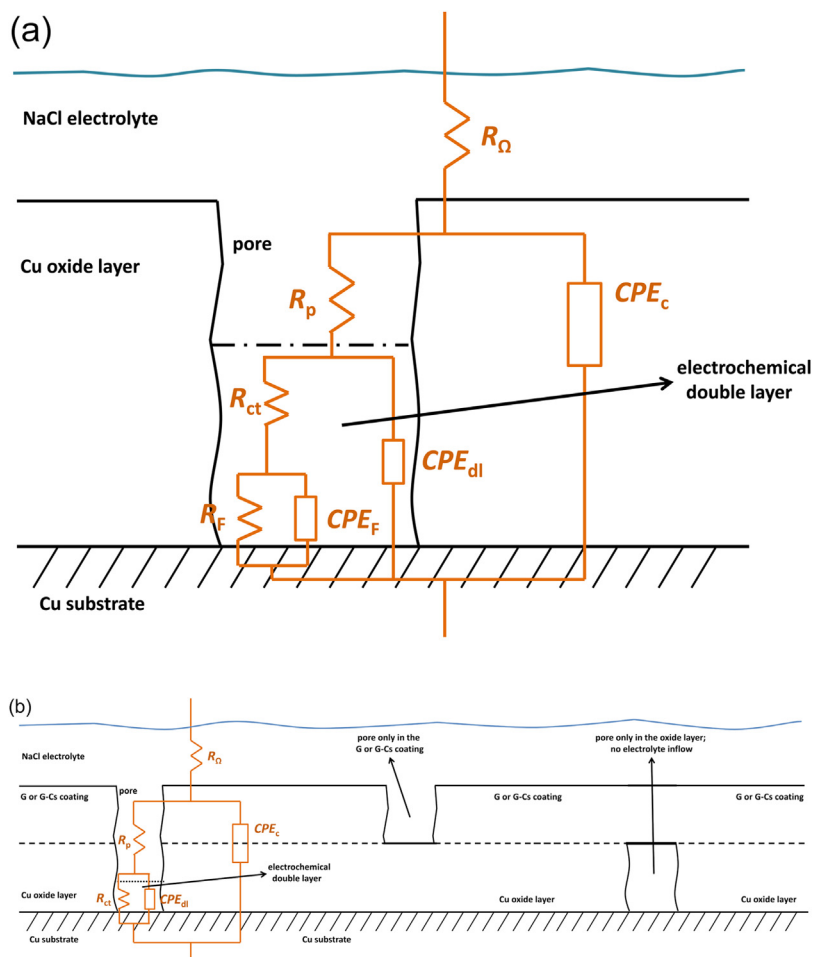 (a)
NaCl electrolyte
RΩ
pore
Cu oxide layer
Rp
CPEc
electrochemical
double layer
Rct
CPEdl
RF
CPEF
Cu substrate
(b)
pore only in the
G or G-Cs coating
pore only in the oxide layer;
no electrolyte inflow
NaCl electrolyte
RΩ
G or G-Cs coating
pore
G or G-Cs coating
G or G-Cs coating
Rp
CPEc
electrochemical
double layer
Cu oxide layer
Rct
CPEdl
Cu oxide layer
Cu oxide layer
Cu substrate
Cu substrate